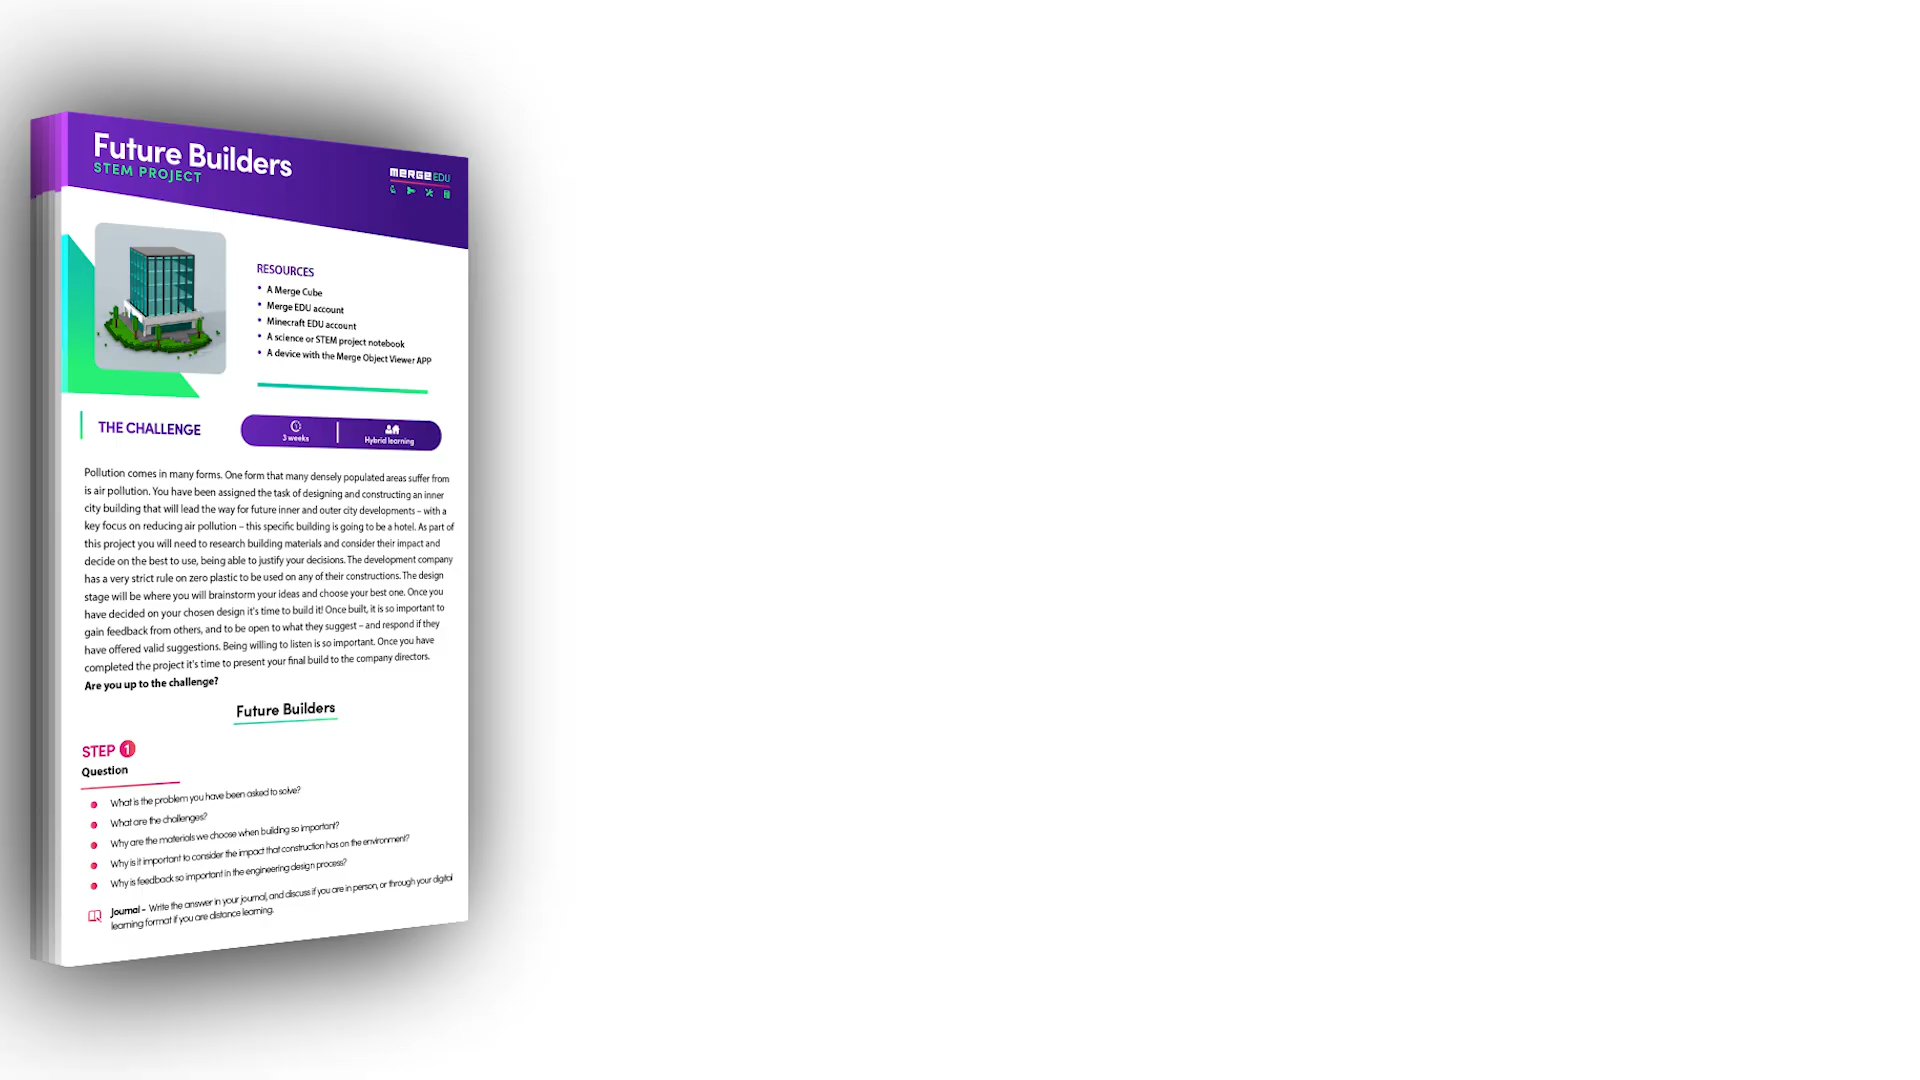 Future Builders
STEM PROJECT
MERGE EDU
RESOURCES
• A Merge Cube
• Merge EDU account
• Minecraft EDU account
• A science or STEM project notebook
• A device with the Merge Object Viewer APP
THE CHALLENGE
3 weeks
Hybrid learning
Pollution comes in many forms. One form that many densely populated areas suffer from
is air pollution. You have been assigned the task of designing and constructing an inner
city building that will lead the way for future inner and outer city developments – with a
key focus on reducing air pollution – this specific building is going to be a hotel. As part of
this project you will need to research building materials and consider their impact and
decide on the best to use, being able to justify your decisions. The development company
has a very strict rule on zero plastic to be used on any of their constructions. The design
stage will be where you will brainstorm your ideas and choose your best one. Once you
have decided on your chosen design it's time to build it! Once built, it is so important to
gain feedback from others, and to be open to what they suggest – and respond if they
have offered valid suggestions. Being willing to listen is so important. Once you have
completed the project it's time to present your final build to the company directors.
Are you up to the challenge?
Future Builders
STEP 1
Question
What is the problem you have been asked to solve?
What are the challenges?
Why are the materials we choose when building so important?
Why is it important to consider the impact that construction has on the environment?
Why is feedback so important in the engineering design process?
Journal - Write the answer in your journal, and discuss if you are in person, or through your digital
learning format if you are distance learning.